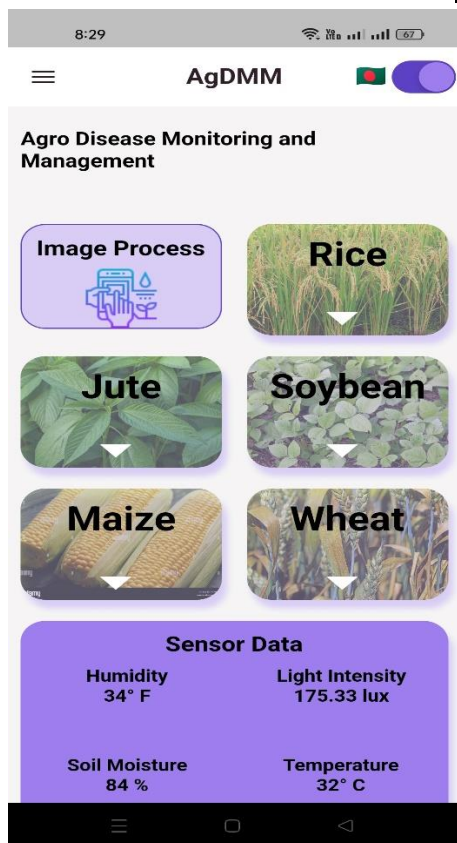 8:29
67
AgDMM
Agro Disease Monitoring and
Management
Image Process
Rice
Jute
Soybean
Maize
Wheat
Sensor Data
Humidity
34° F
Light Intensity
175.33 lux
Soil Moisture
84 %
Temperature
32° C